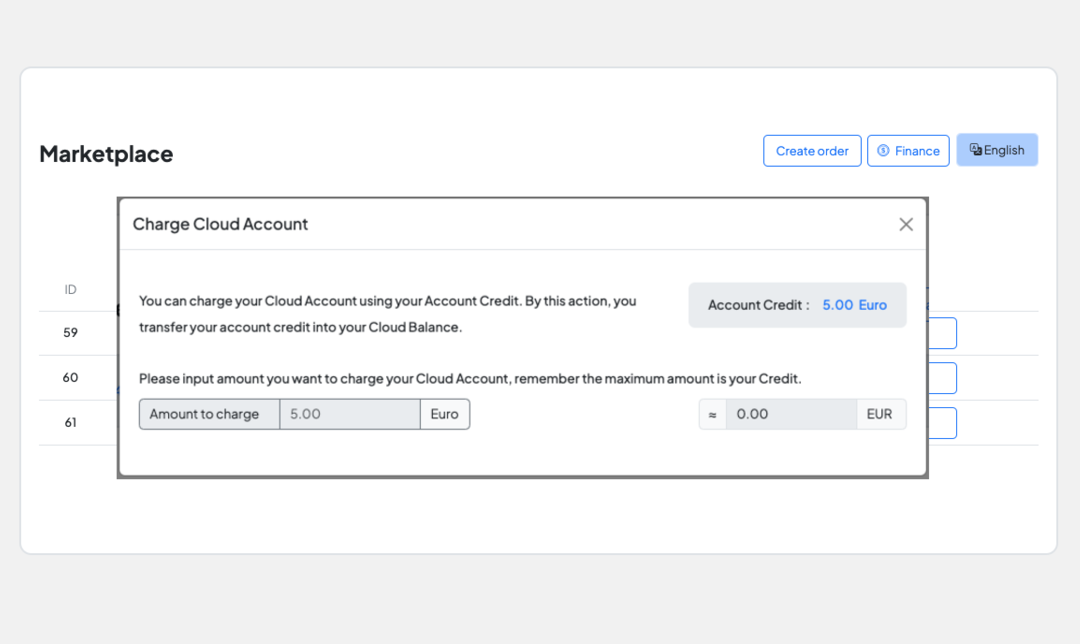 Marketplace
Create order
Finance
English
Charge Cloud Account
ID
You can charge your Cloud Account using your Account Credit. By this action, you
transfer your account credit into your Cloud Balance.
Account Credit : 5.00 Euro
59
60
Please input amount you want to charge your Cloud Account, remember the maximum amount is your Credit.
Amount to charge 5.00 Euro
≈ 0.00 EUR
61